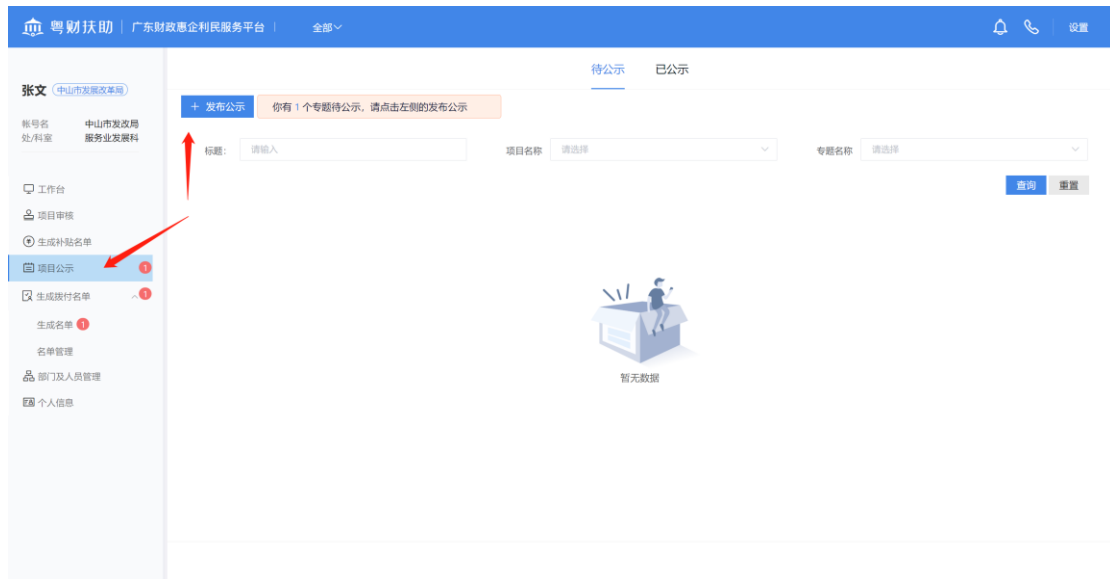 粤财扶助 | 广东财政惠企利民服务平台 | 全部 设置
待公示 已公示
张文 中山市发展改革局
+ 发布公示 你有 1 个专题待公示，请点击左侧的发布公示
帐号名 中山市发改局
处/科室 服务业发展科
标题： 请输入 项目名称 请选择 专题名称 请选择
查询 重置
工作台
项目审核
生成补贴名单
项目公示 1
生成拨付名单 1
生成名单 1
名单管理
部门及人员管理
个人信息
暂无数据